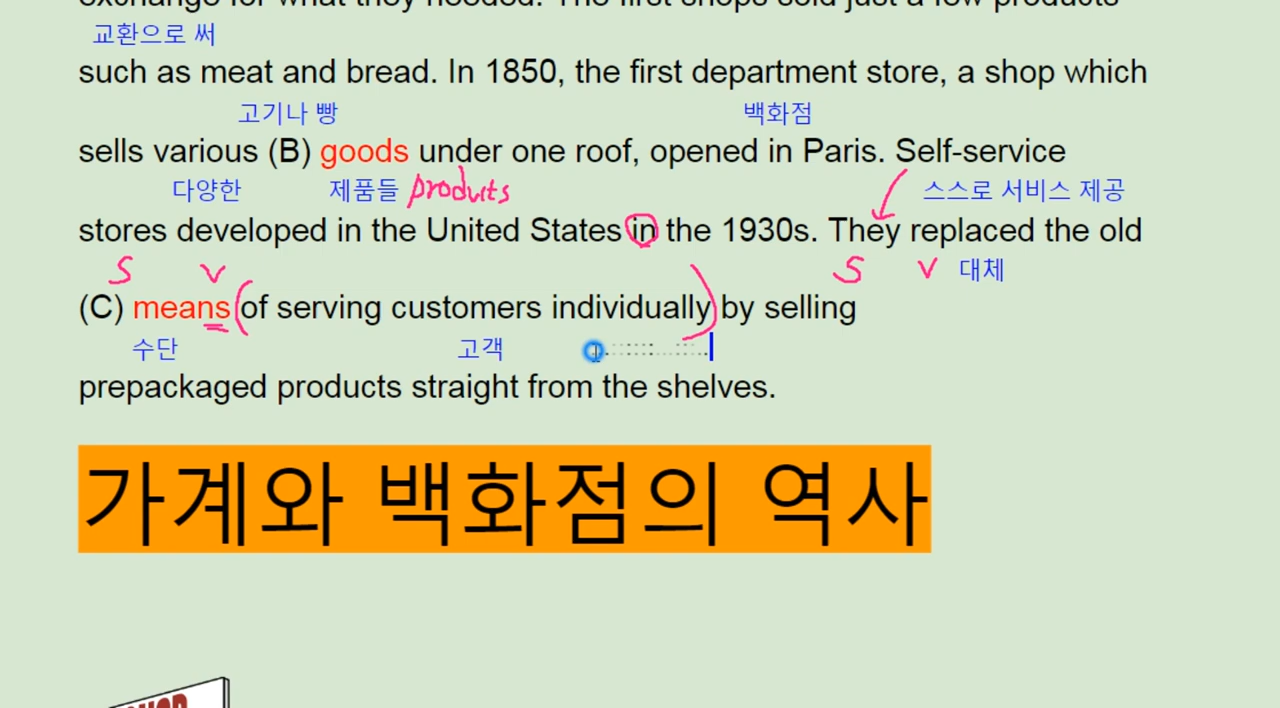 exchange for what they needed. The first shops sold just a few products
교환으로 써
such as meat and bread. In 1850, the first department store, a shop which
고기나 빵 백화점
sells various (B) goods under one roof, opened in Paris. Self-service
다양한 제품들 products 스스로 서비스 제공
stores developed in the United States in the 1930s. They replaced the old
S V S V 대체
(C) means (of serving customers individually) by selling
수단 고객
prepackaged products straight from the shelves.
가계와 백화점의 역사